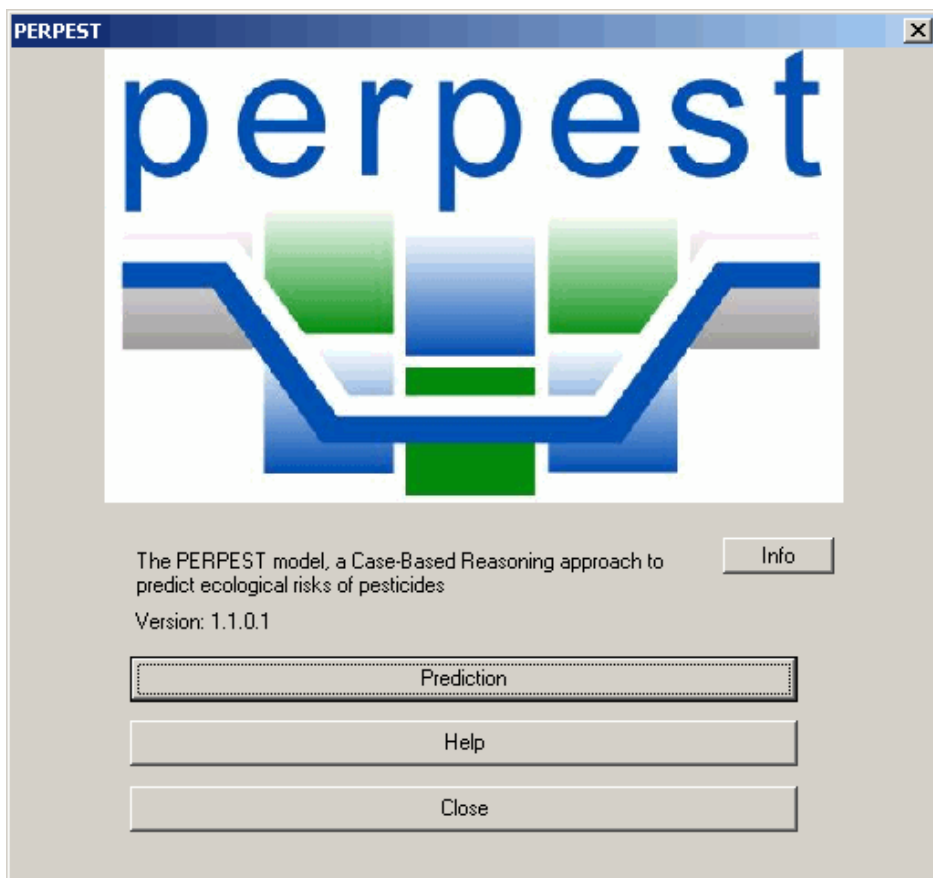 PERPEST
perpest
The PERPEST model, a Case-Based Reasoning approach to
predict ecological risks of pesticides
Info
Version: 1.1.0.1
Prediction
Help
Close